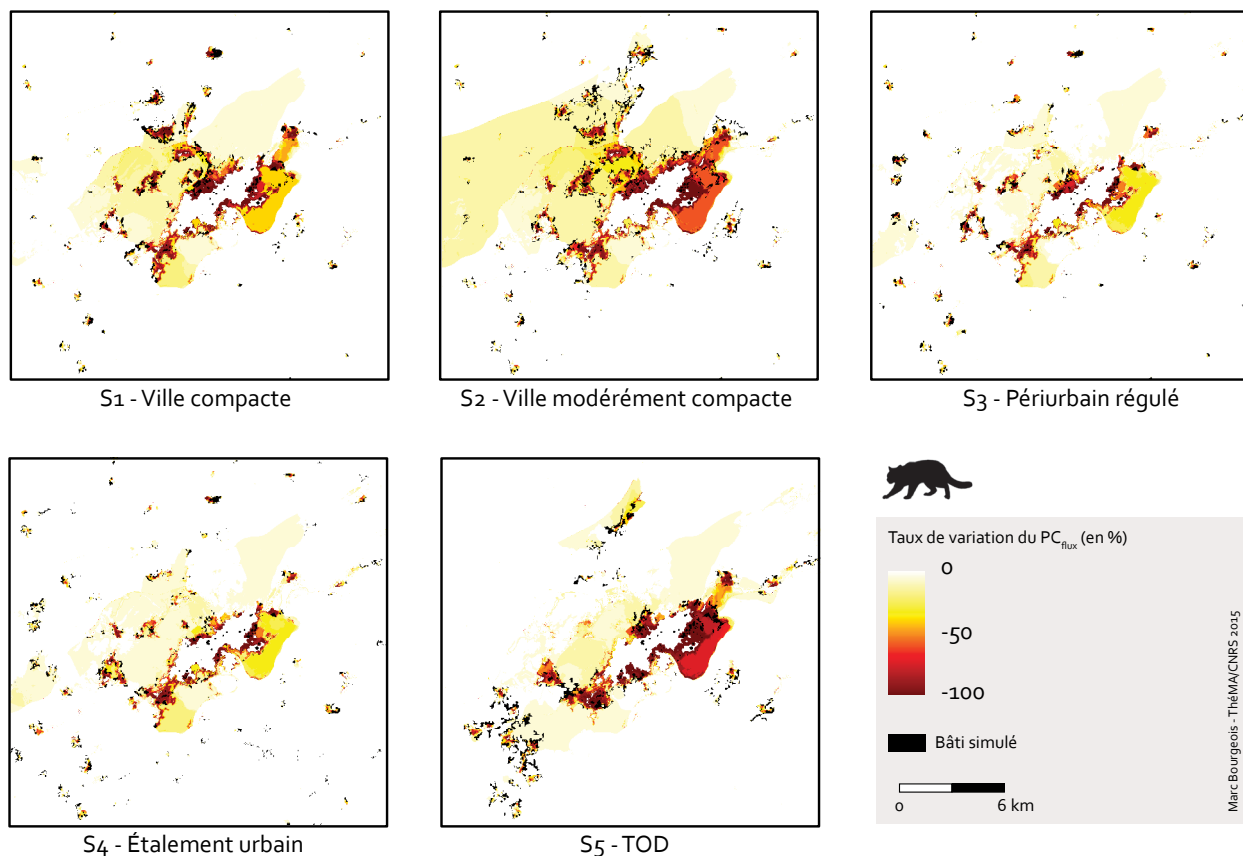 S1 - Ville compacte
S2 - Ville modérément compacte
S3 - Périurbain régulé
S4 - Étalement urbain
S5 - TOD
Taux de variation du PCflux (en %)
0
-50
-100
Bâti simulé
0 6 km
Marc Bourgeois - ThéMA/CNRS 2015